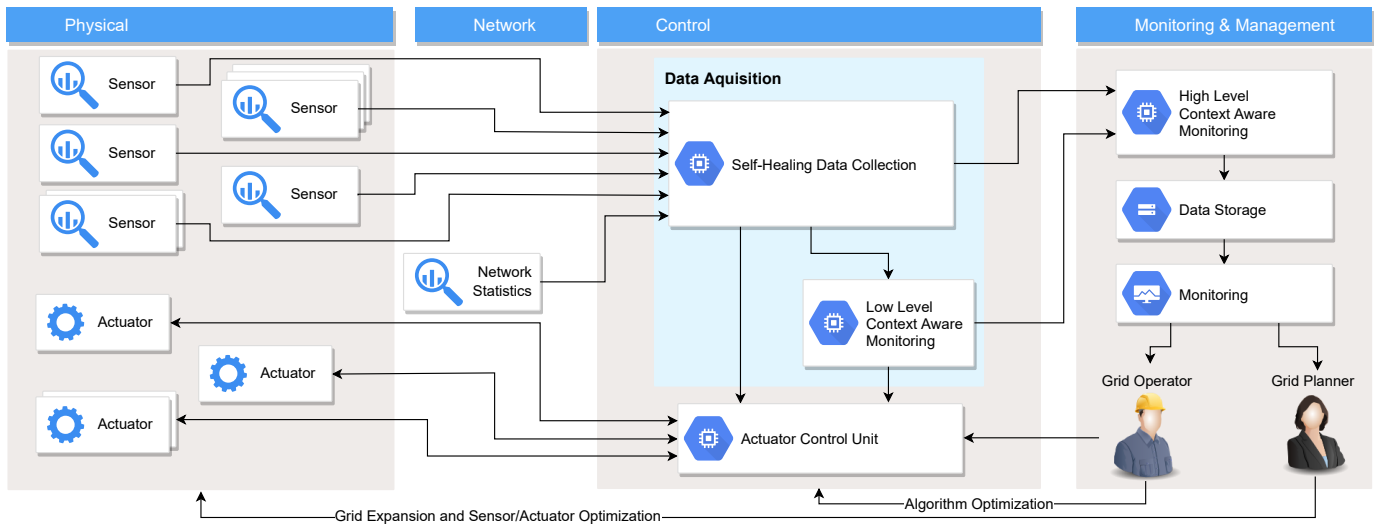 Physical
Network
Control
Monitoring & Management
Sensor
Sensor
Sensor
Sensor
Sensor
Network
Statistics
Actuator
Actuator
Actuator
Data Aquisition
Self-Healing Data Collection
Low Level
Context Aware
Monitoring
Actuator Control Unit
High Level
Context Aware
Monitoring
Data Storage
Monitoring
Grid Operator
Grid Planner
Algorithm Optimization
Grid Expansion and Sensor/Actuator Optimization